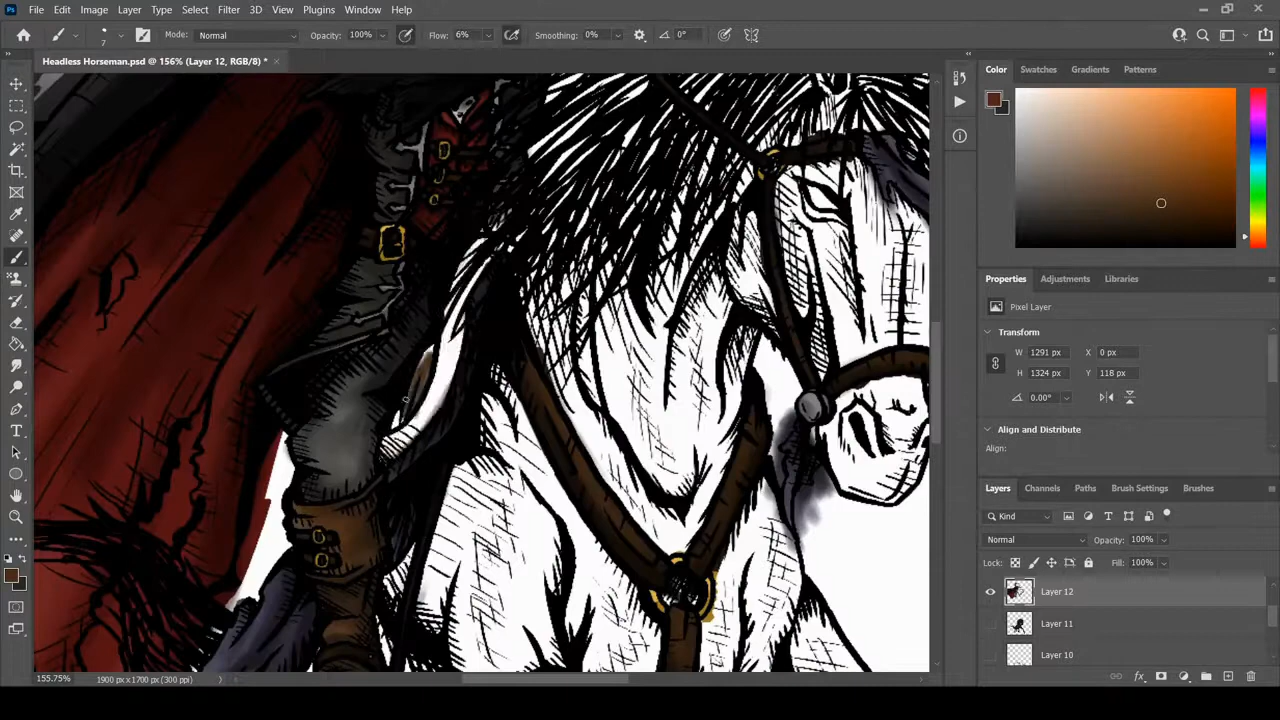 Ps File Edit Image Layer Type Select Filter 3D View Plugins Window Help
7 Mode: Normal Opacity: 100% Flow: 6% Smoothing: 0% 0°
Headless Horseman.psd @ 156% (Layer 12, RGB/8) *
Color Swatches Gradients Patterns
Properties Adjustments Libraries
Pixel Layer
Transform
W 1291 px X 0 px
H 1324 px Y 118 px
0.00°
Align and Distribute
Align:
Layers Channels Paths Brush Settings Brushes
Kind
Normal Opacity: 100%
Lock: Fill: 100%
Layer 12
Layer 11
Layer 10
155.75% 1900 px x 1700 px (300 ppi)